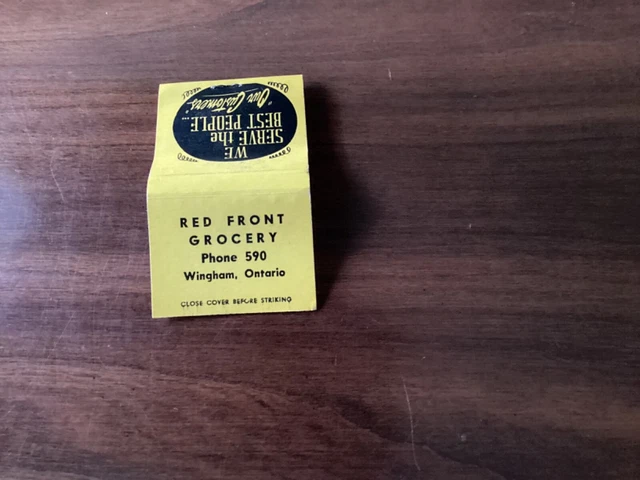 WE
SERVE the
BEST PEOPLE...
"Our Customers"
RED FRONT
GROCERY
Phone 590
Wingham, Ontario
CLOSE COVER BEFORE STRIKING